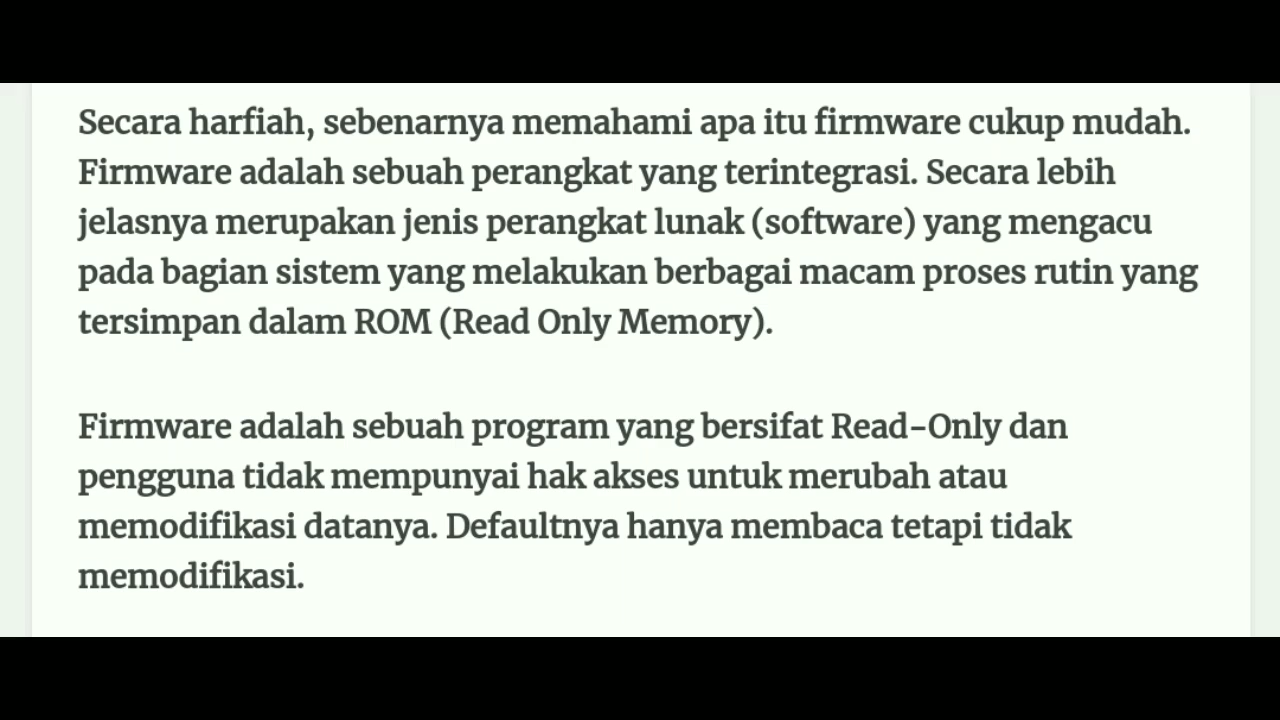 Secara harfiah, sebenarnya memahami apa itu firmware cukup mudah.
Firmware adalah sebuah perangkat yang terintegrasi. Secara lebih
jelasnya merupakan jenis perangkat lunak (software) yang mengacu
pada bagian sistem yang melakukan berbagai macam proses rutin yang
tersimpan dalam ROM (Read Only Memory).
Firmware adalah sebuah program yang bersifat Read-Only dan
pengguna tidak mempunyai hak akses untuk merubah atau
memodifikasi datanya. Defaultnya hanya membaca tetapi tidak
memodifikasi.